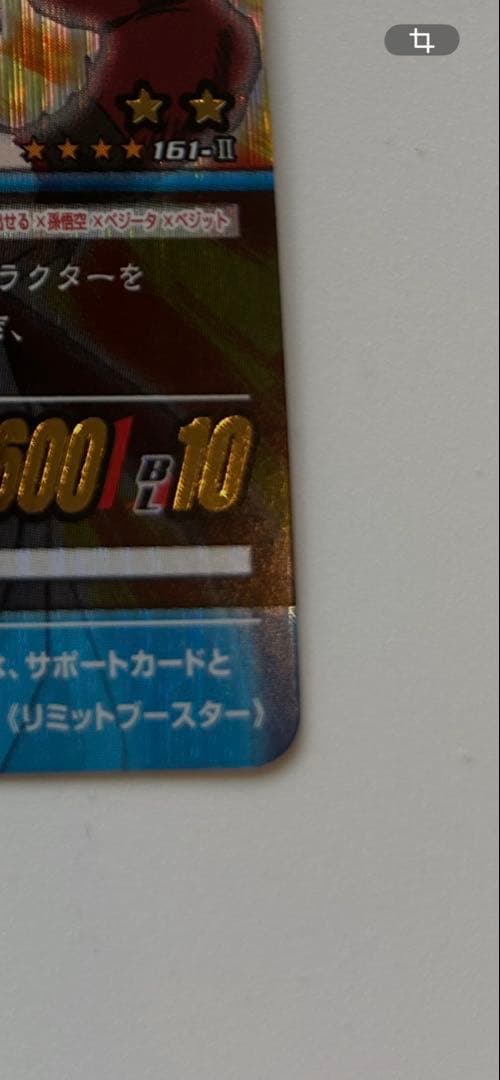 161-Ⅱ
出せる ×孫悟空 ×ベジータ ×ベジット
ラクターを
、
600/ BL 10
は、サポートカードと
《リミットブースター》